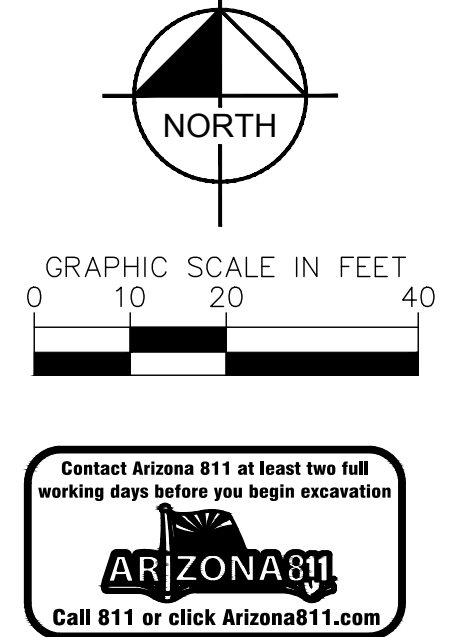 NORTH
GRAPHIC SCALE IN FEET
0 10 20 40
Contact Arizona 811 at least two full
working days before you begin excavation
ARIZONA811
Call 811 or click Arizona811.com